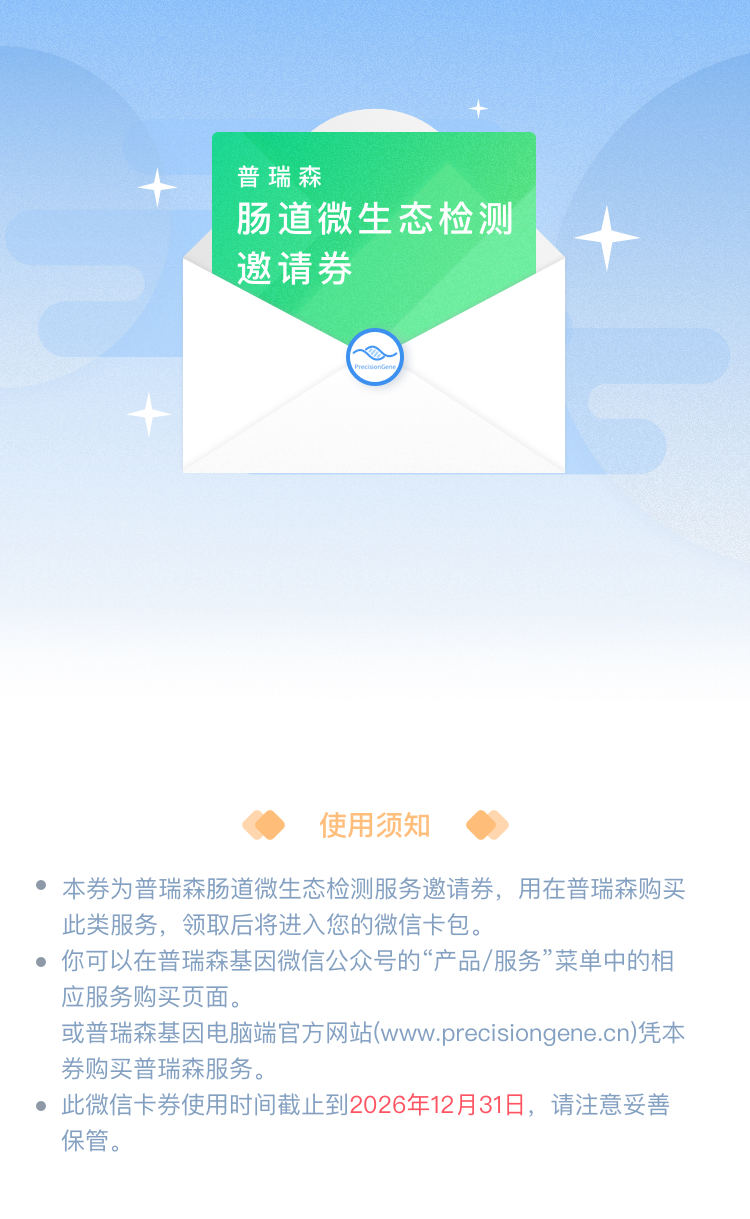 普瑞森
肠道微生态检测
邀请券
PrecisionGene
使用须知
本券为普瑞森肠道微生态检测服务邀请券，用在普瑞森购买
此类服务，领取后将进入您的微信卡包。
你可以在普瑞森基因微信公众号的“产品/服务”菜单中的相
应服务购买页面。
或普瑞森基因电脑端官方网站(www.precisiongene.cn)凭本
券购买普瑞森服务。
此微信卡券使用时间截止到2026年12月31日，请注意妥善
保管。